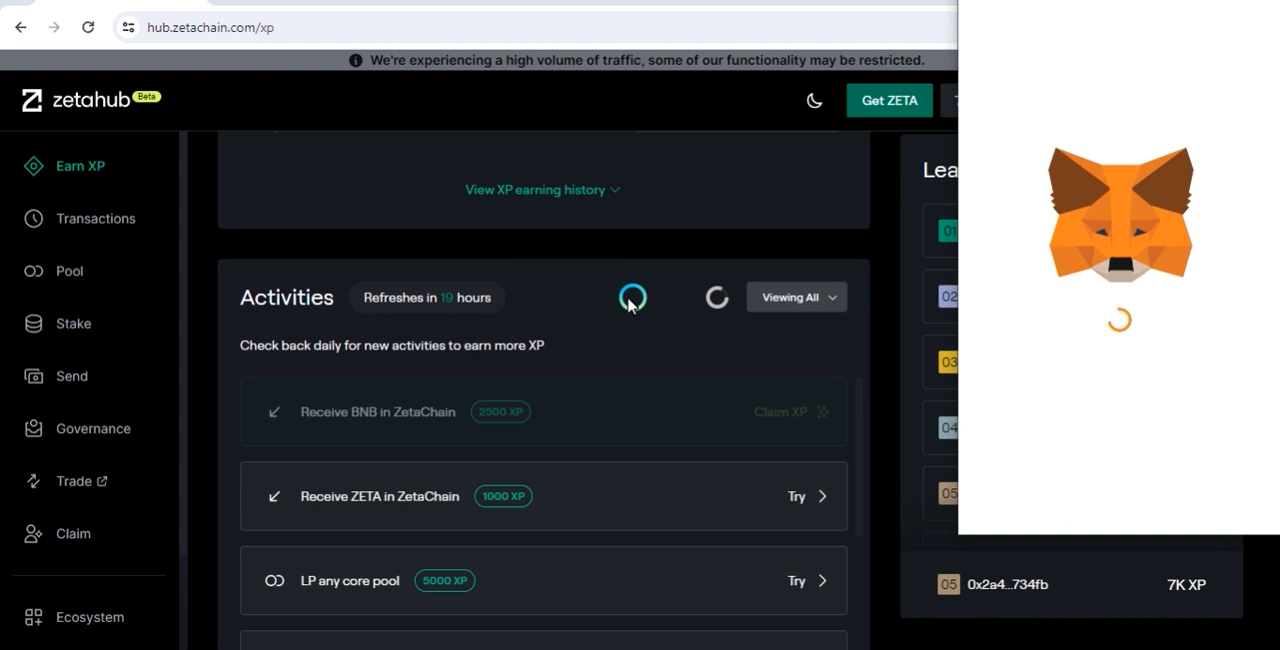 hub.zetachain.com/xp
We're experiencing a high volume of traffic, some of our functionality may be restricted.
zetahub Beta
Get ZETA
Earn XP
Transactions
Pool
Stake
Send
Governance
Trade
Claim
Ecosystem
View XP earning history
Activities
Refreshes in 19 hours
Viewing All
Check back daily for new activities to earn more XP
Receive BNB in ZetaChain 2500 XP Claim XP
Receive ZETA in ZetaChain 1000 XP Try
LP any core pool 5000 XP Try
Lea
01
02
03
04
05
05 0x2a4...734fb 7K XP